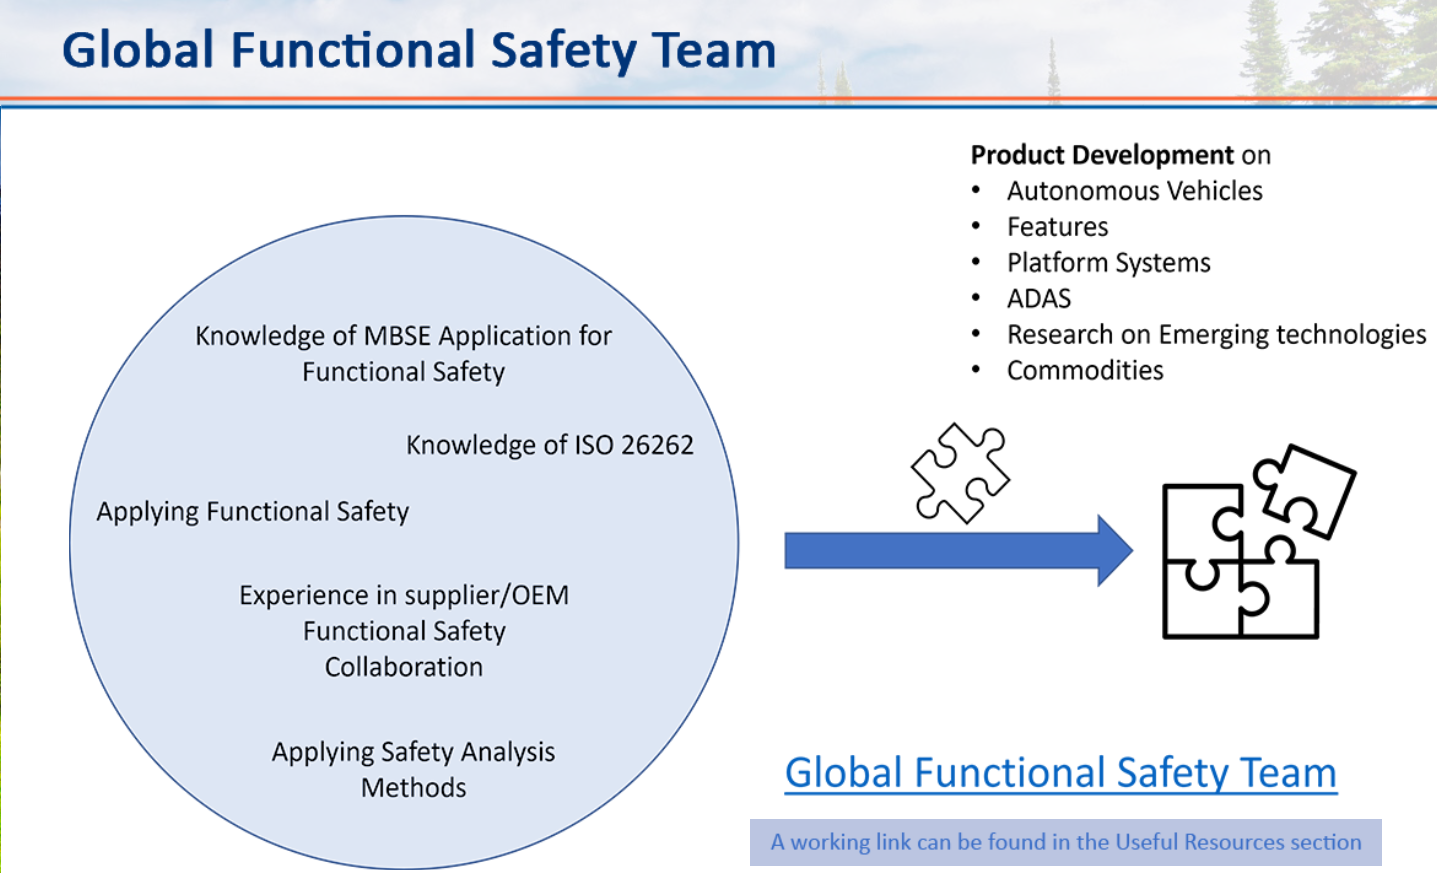 Global Functional Safety Team
Product Development on
• Autonomous Vehicles
• Features
• Platform Systems
• ADAS
• Research on Emerging technologies
• Commodities
Knowledge of MBSE Application for
Functional Safety
Knowledge of ISO 26262
Applying Functional Safety
Experience in supplier/OEM
Functional Safety
Collaboration
Applying Safety Analysis
Methods
Global Functional Safety Team
A working link can be found in the Useful Resources section